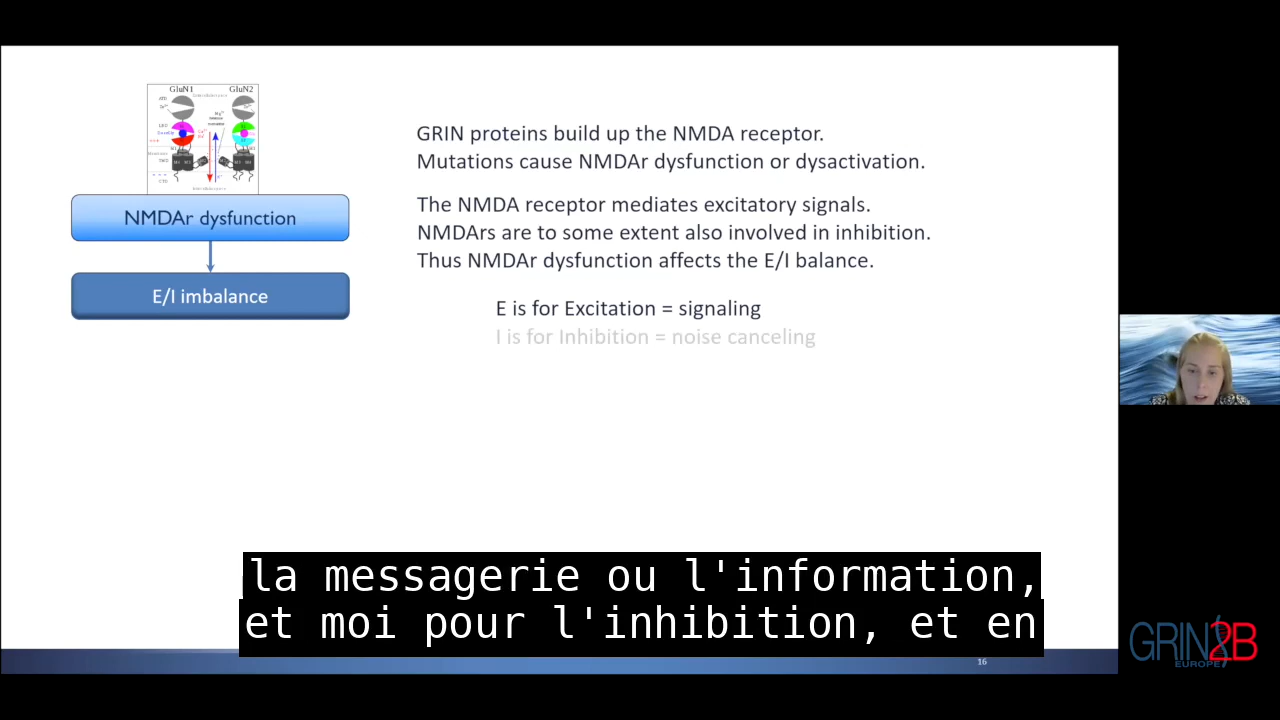 GluN1
GluN2
NMDAr dysfunction
E/I imbalance
GRIN proteins build up the NMDA receptor.
Mutations cause NMDAr dysfunction or dysactivation.
The NMDA receptor mediates excitatory signals.
NMDArs are to some extent also involved in inhibition.
Thus NMDAr dysfunction affects the E/I balance.
E is for Excitation = signaling
I is for Inhibition = noise canceling
la messagerie ou l'information,
et moi pour l'inhibition, et en
16
GRIN2B
EUROPE